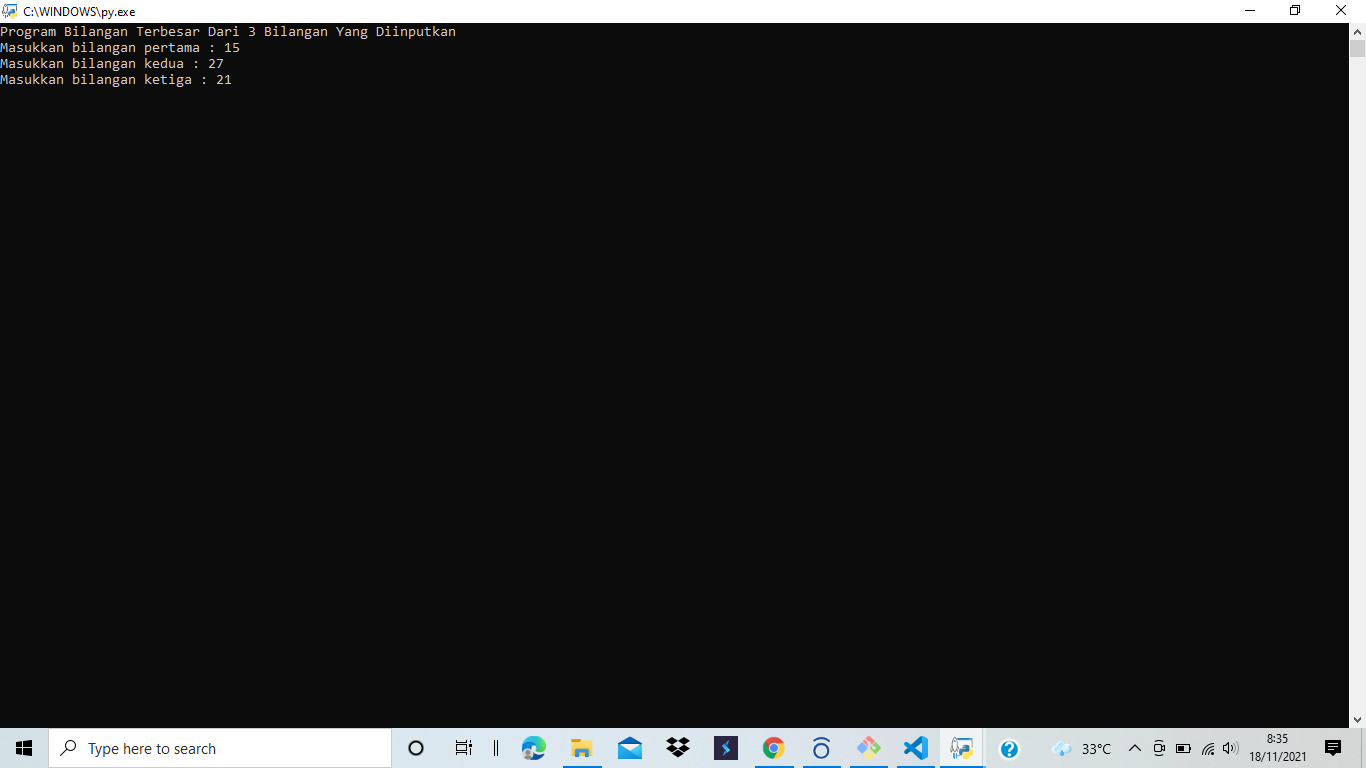 C:\WINDOWS\py.exe
Program Bilangan Terbesar Dari 3 Bilangan Yang Diinputkan
Masukkan bilangan pertama : 15
Masukkan bilangan kedua : 27
Masukkan bilangan ketiga : 21
Type here to search
33°C
8:35
18/11/2021